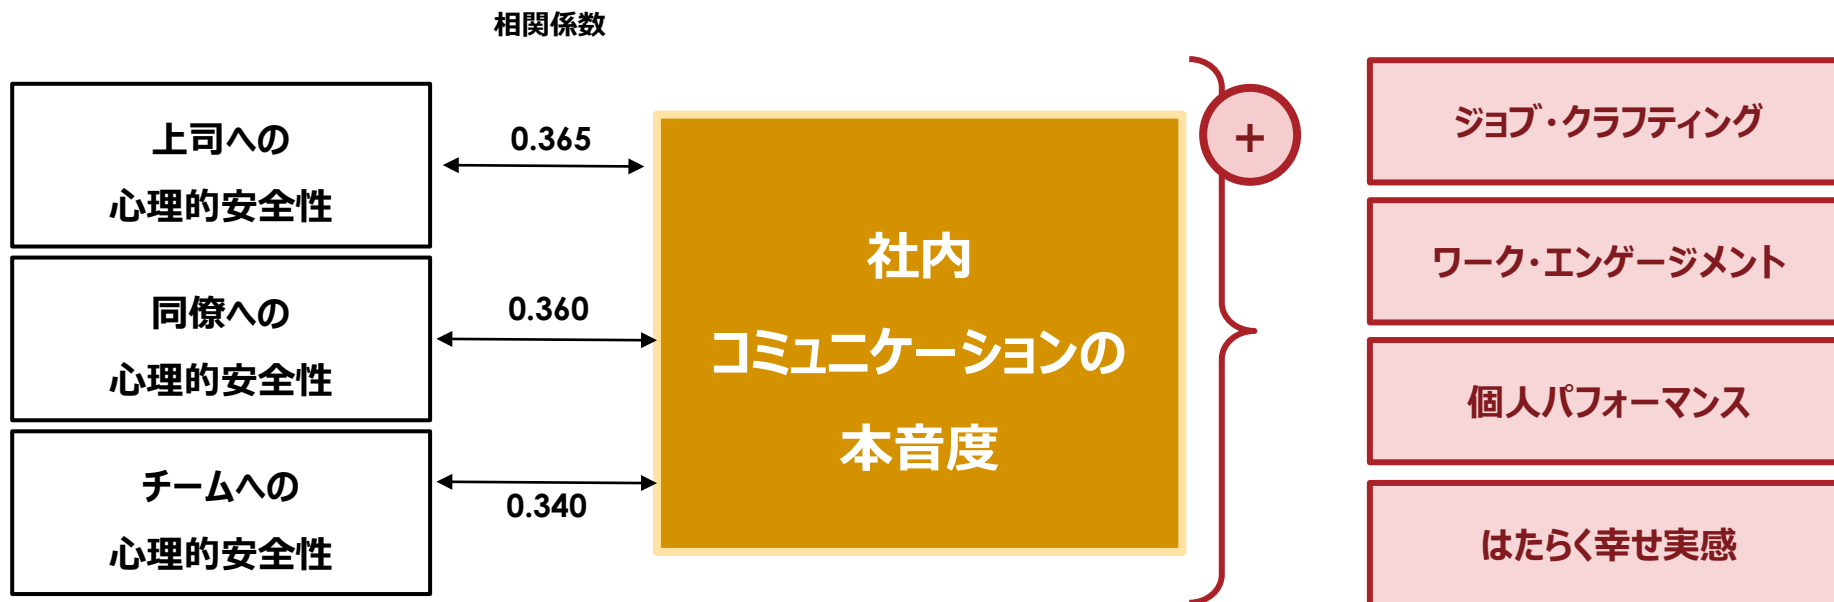 相関係数
上司への
心理的安全性
0.365
同僚への
心理的安全性
0.360
チームへの
心理的安全性
0.340
社内
コミュニケーションの
本音度
+
ジョブ・クラフティング
ワーク・エンゲージメント
個人パフォーマンス
はたらく幸せ実感